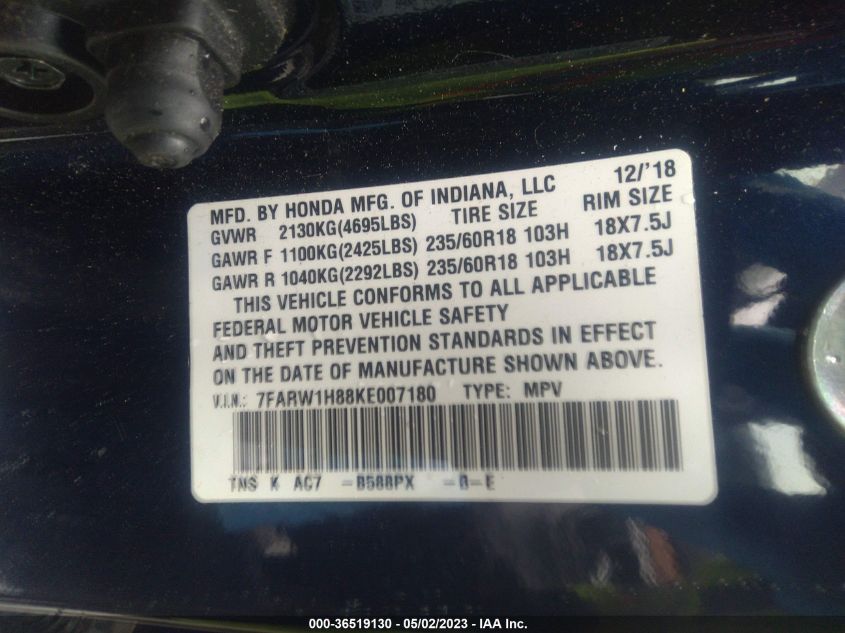 MFD. BY HONDA MFG. OF INDIANA, LLC 12/'18
GVWR 2130KG(4695LBS) TIRE SIZE RIM SIZE
GAWR F 1100KG(2425LBS) 235/60R18 103H 18X7.5J
GAWR R 1040KG(2292LBS) 235/60R18 103H 18X7.5J
THIS VEHICLE CONFORMS TO ALL APPLICABLE
FEDERAL MOTOR VEHICLE SAFETY
AND THEFT PREVENTION STANDARDS IN EFFECT
ON THE DATE OF MANUFACTURE SHOWN ABOVE.
V.I.N.: 7FARW1H88KE007180 TYPE: MPV
TNS K AC7 -B588PX -B-E
000-36519130 - 05/02/2023 - IAA Inc.